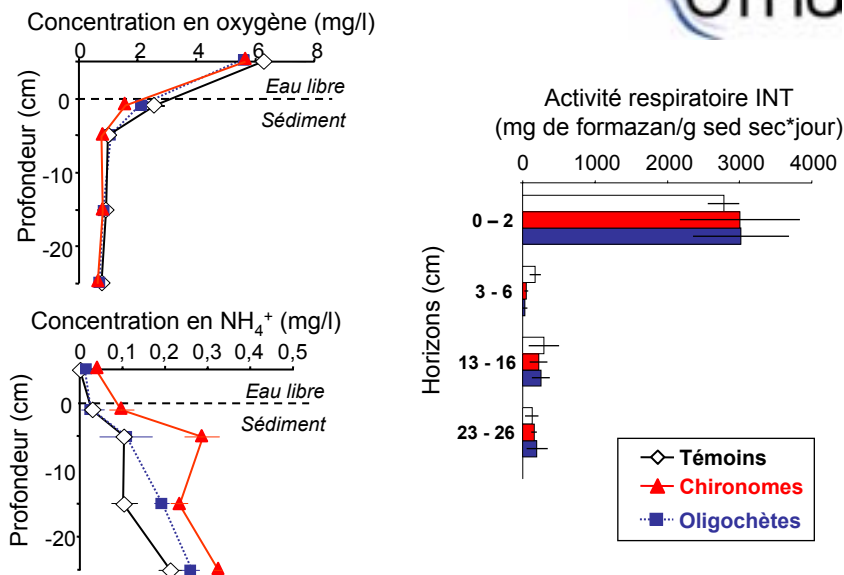 Concentration en oxygène (mg/l)
0 2 4 6 8
Eau libre
Sédiment
Profondeur (cm)
0
-10
-20
Concentration en NH₄⁺ (mg/l)
0 0,1 0,2 0,3 0,5
Eau libre
Sédiment
Profondeur (cm)
0
-10
-20
Activité respiratoire INT
(mg de formazan/g sed sec*jour)
0 1000 2000 3000 4000
Horizons (cm)
0 – 2
3 - 6
13 - 16
23 - 26
Témoins
Chironomes
Oligochètes